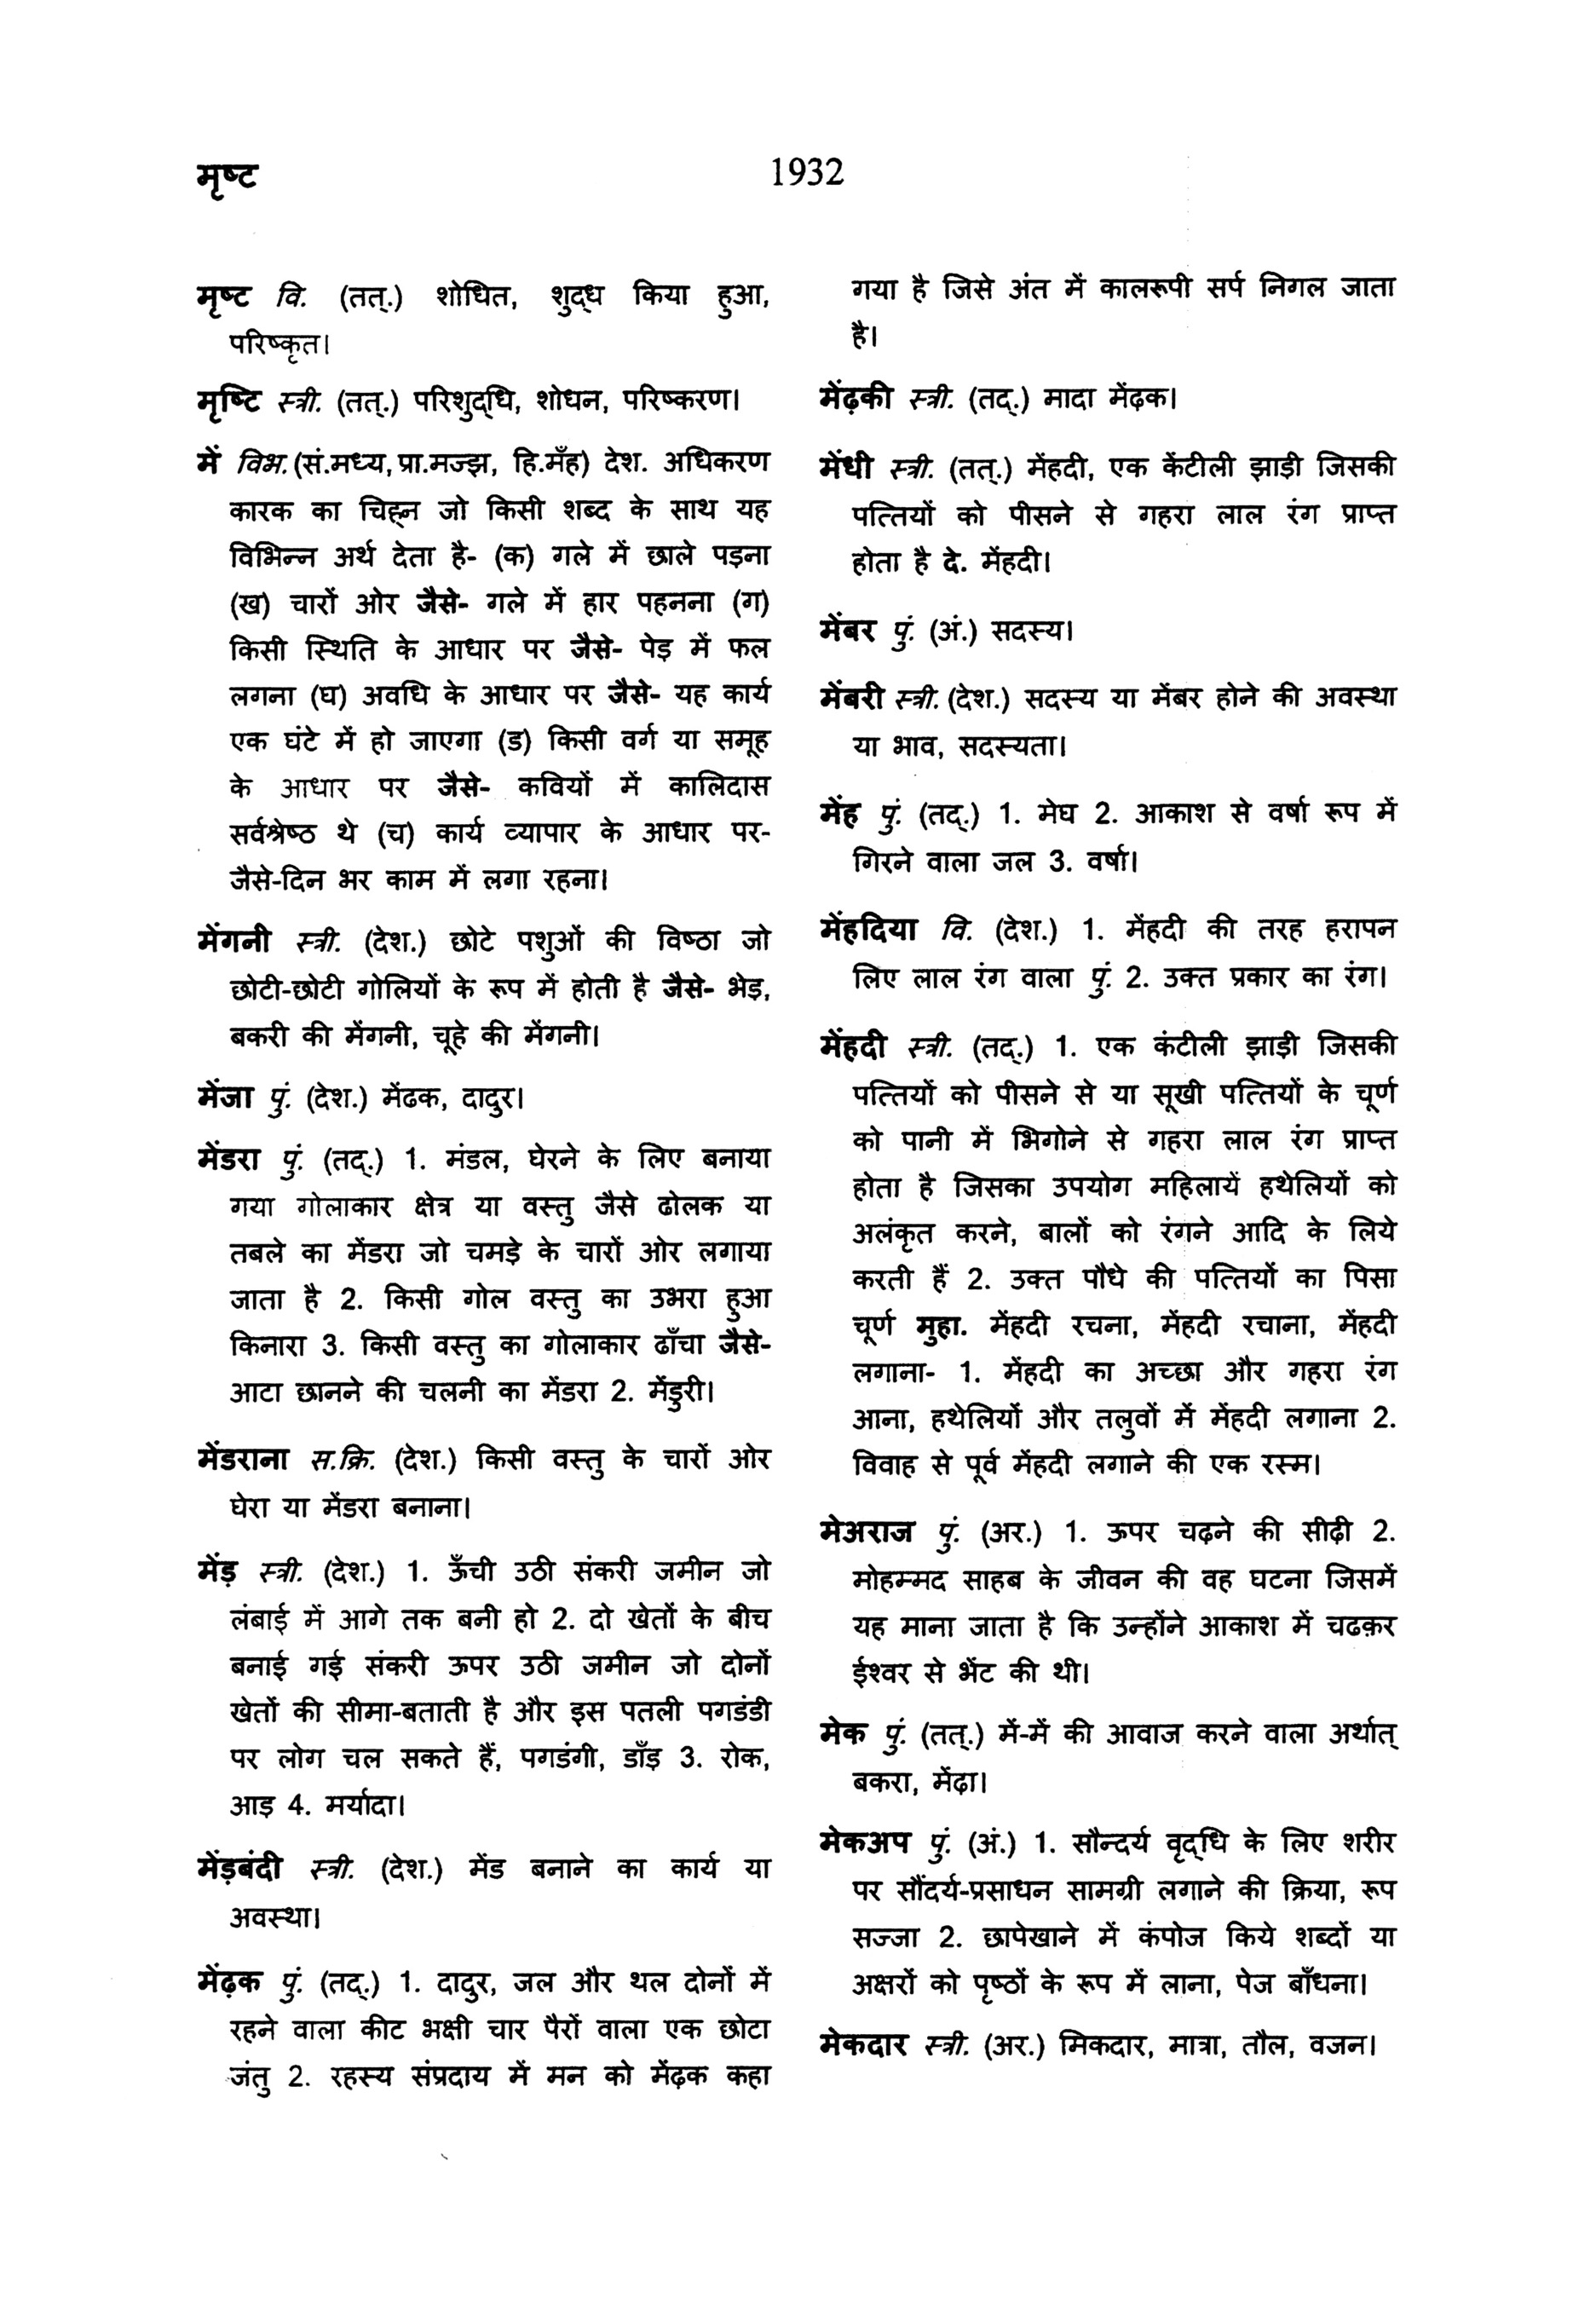 मृष्ट
1932
मृष्ट वि. (तत्.) शोधित, शुद्ध किया हुआ,
परिष्कृत।
मृष्टि स्त्री. (तत्.) परिशुद्धि, शोधन, परिष्करण।
में विभ. (सं.मध्य, प्रा.मज्झ, हि.मँह) देश. अधिकरण
कारक का चिह्न जो किसी शब्द के साथ यह
विभिन्न अर्थ देता है- (क) गले में छाले पड़ना
(ख) चारों ओर जैसे- गले में हार पहनना (ग)
किसी स्थिति के आधार पर जैसे- पेड़ में फल
लगना (घ) अवधि के आधार पर जैसे- यह कार्य
एक घंटे में हो जाएगा (ड) किसी वर्ग या समूह
के आधार पर जैसे- कवियों में कालिदास
सर्वश्रेष्ठ थे (च) कार्य व्यापार के आधार पर-
जैसे-दिन भर काम में लगा रहना।
मेंगनी स्त्री. (देश.) छोटे पशुओं की विष्ठा जो
छोटी-छोटी गोलियों के रूप में होती है जैसे- भेड़,
बकरी की मेंगनी, चूहे की मेंगनी।
मेंजा पुं. (देश.) मेंढक, दादुर।
मेंडरा पुं. (तद्.) 1. मंडल, घेरने के लिए बनाया
गया गोलाकार क्षेत्र या वस्तु जैसे ढोलक या
तबले का मेंडरा जो चमड़े के चारों ओर लगाया
जाता है 2. किसी गोल वस्तु का उभरा हुआ
किनारा 3. किसी वस्तु का गोलाकार ढाँचा जैसे-
आटा छानने की चलनी का मेंडरा 2. मेंडुरी।
मेंडराना स.क्रि. (देश.) किसी वस्तु के चारों ओर
घेरा या मेंडरा बनाना।
मेंड़ स्त्री. (देश.) 1. ऊँची उठी संकरी जमीन जो
लंबाई में आगे तक बनी हो 2. दो खेतों के बीच
बनाई गई संकरी ऊपर उठी जमीन जो दोनों
खेतों की सीमा-बताती है और इस पतली पगडंडी
पर लोग चल सकते हैं, पगडंगी, डाँड़ 3. रोक,
आड़ 4. मर्यादा।
मेंड़बंदी स्त्री. (देश.) मेंड बनाने का कार्य या
अवस्था।
मेंढ़क पुं. (तद्.) 1. दादुर, जल और थल दोनों में
रहने वाला कीट भक्षी चार पैरों वाला एक छोटा
जंतु 2. रहस्य संप्रदाय में मन को मेंढ़क कहा
गया है जिसे अंत में कालरूपी सर्प निगल जाता
है।
मेंढ़की स्त्री. (तद्.) मादा मेंढ़क।
मेंधी स्त्री. (तत्.) मेंहदी, एक केंटीली झाड़ी जिसकी
पत्तियों को पीसने से गहरा लाल रंग प्राप्त
होता है दे. मेंहदी।
मेंबर पुं. (अं.) सदस्य।
मेंबरी स्त्री. (देश.) सदस्य या मेंबर होने की अवस्था
या भाव, सदस्यता।
मेंह पुं. (तद्.) 1. मेघ 2. आकाश से वर्षा रूप में
गिरने वाला जल 3. वर्षा।
मेंहदिया वि. (देश.) 1. मेंहदी की तरह हरापन
लिए लाल रंग वाला पुं. 2. उक्त प्रकार का रंग।
मेंहदी स्त्री. (तद्.) 1. एक कंटीली झाड़ी जिसकी
पत्तियों को पीसने से या सूखी पत्तियों के चूर्ण
को पानी में भिगोने से गहरा लाल रंग प्राप्त
होता है जिसका उपयोग महिलायें हथेलियों को
अलंकृत करने, बालों को रंगने आदि के लिये
करती हैं 2. उक्त पौधे की पत्तियों का पिसा
चूर्ण मुहा. मेंहदी रचना, मेंहदी रचाना, मेंहदी
लगाना- 1. मेंहदी का अच्छा और गहरा रंग
आना, हथेलियों और तलुवों में मेंहदी लगाना 2.
विवाह से पूर्व मेंहदी लगाने की एक रस्म।
मेअराज पुं. (अर.) 1. ऊपर चढ़ने की सीढ़ी 2.
मोहम्मद साहब के जीवन की वह घटना जिसमें
यह माना जाता है कि उन्होंने आकाश में चढक़र
ईश्वर से भेंट की थी।
मेक पुं. (तत्.) में-में की आवाज करने वाला अर्थात्
बकरा, मेंढ़ा।
मेकअप पुं. (अं.) 1. सौन्दर्य वृद्धि के लिए शरीर
पर सौंदर्य-प्रसाधन सामग्री लगाने की क्रिया, रूप
सज्जा 2. छापेखाने में कंपोज किये शब्दों या
अक्षरों को पृष्ठों के रूप में लाना, पेज बाँधना।
मेकदार स्त्री. (अर.) मिकदार, मात्रा, तौल, वजन।